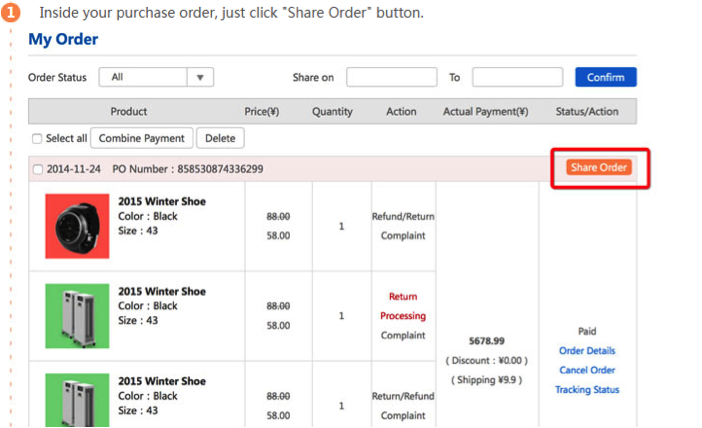 1 Inside your purchase order, just click "Share Order" button.
My Order
Order Status All ▼ Share on To Confirm
Product Price(¥) Quantity Action Actual Payment(¥) Status/Action
Select all Combine Payment Delete
2014-11-24 PO Number : 858530874336299 Share Order
2015 Winter Shoe
Color : Black
Size : 43
88.00
58.00
1
Refund/Return
Complaint
2015 Winter Shoe
Color : Black
Size : 43
88.00
58.00
1
Return
Processing
Complaint
5678.99
( Discount : ¥0.00 )
( Shipping ¥9.9 )
Paid
Order Details
Cancel Order
Tracking Status
2015 Winter Shoe
Color : Black
Size : 43
88.00
58.00
1
Return/Refund
Complaint